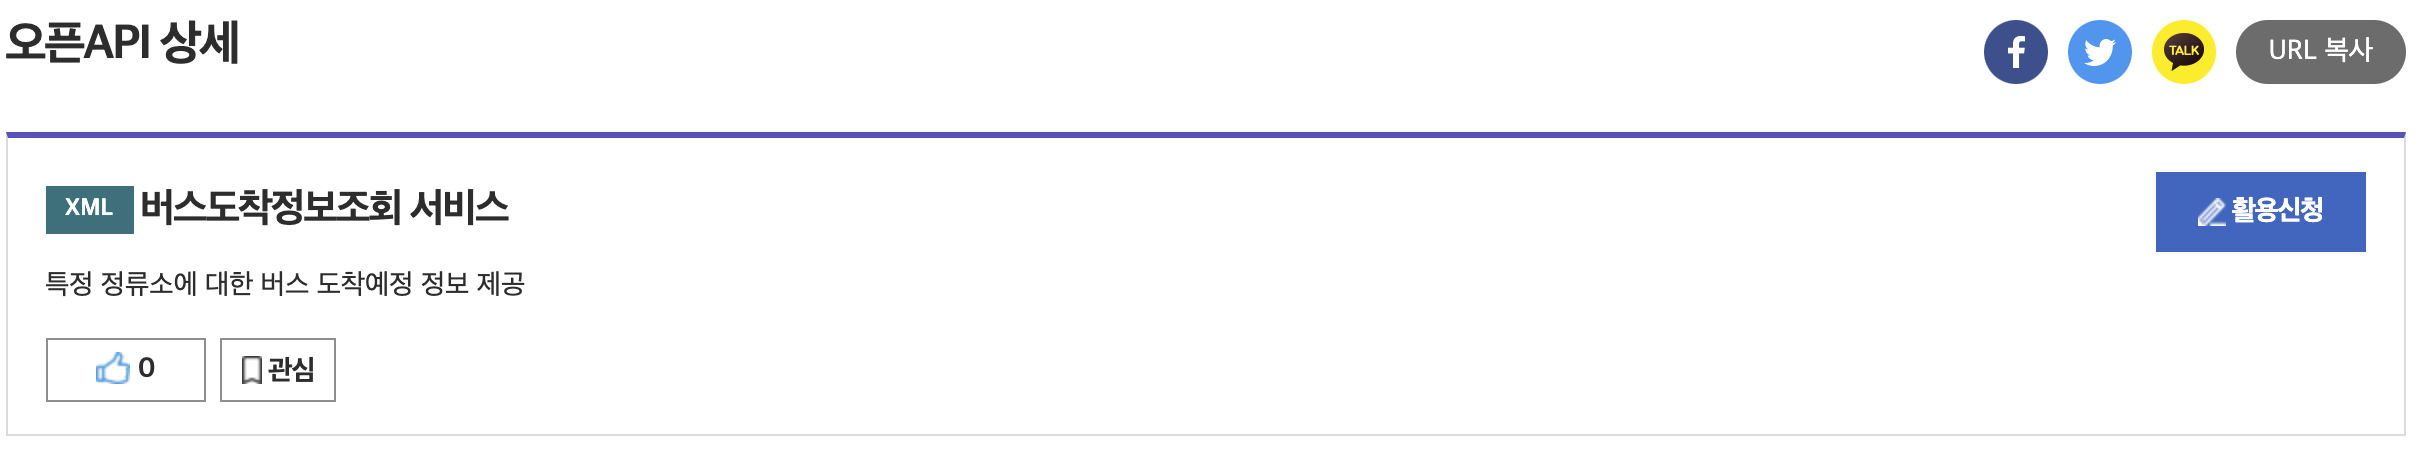 오픈API 상세
TALK
URL 복사
XML 버스도착정보조회 서비스
활용신청
특정 정류소에 대한 버스 도착예정 정보 제공
0
관심